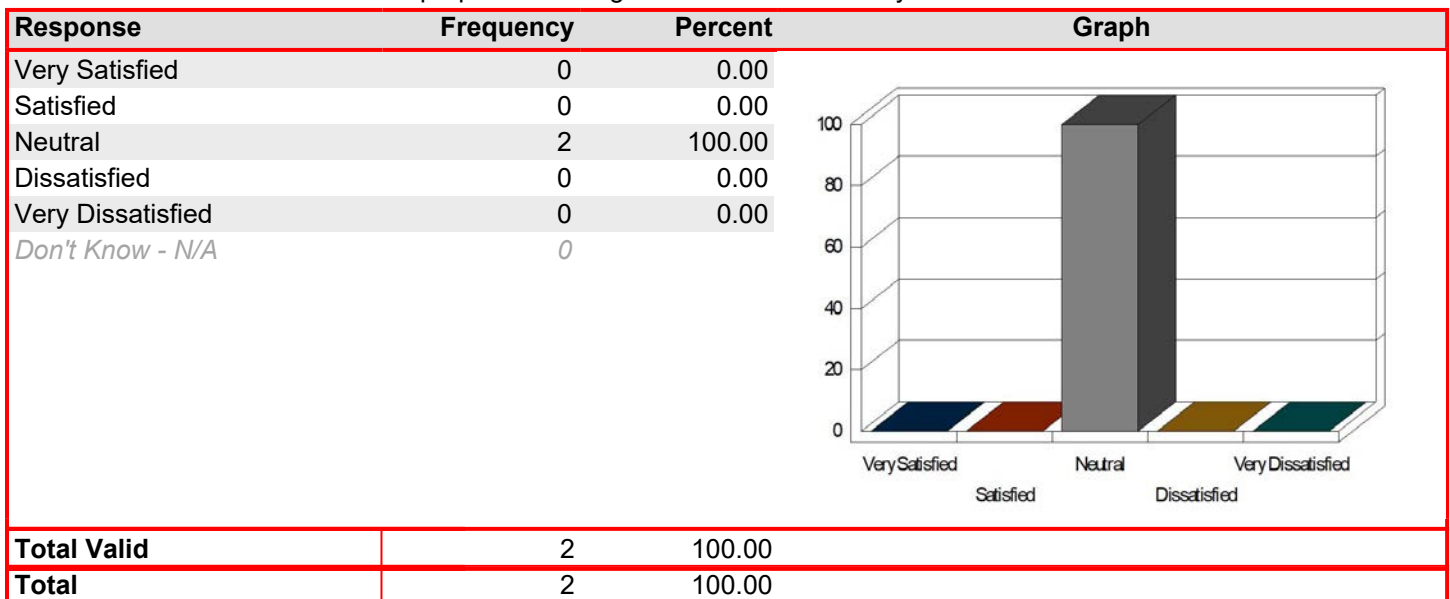 Response Frequency Percent Graph
Very Satisfied 0 0.00
Satisfied 0 0.00
Neutral 2 100.00
Dissatisfied 0 0.00
Very Dissatisfied 0 0.00
Don't Know - N/A 0
100
80
60
40
20
0
Very Satisfied Neutral Very Dissatisfied
Satisfied Dissatisfied
Total Valid 2 100.00
Total 2 100.00